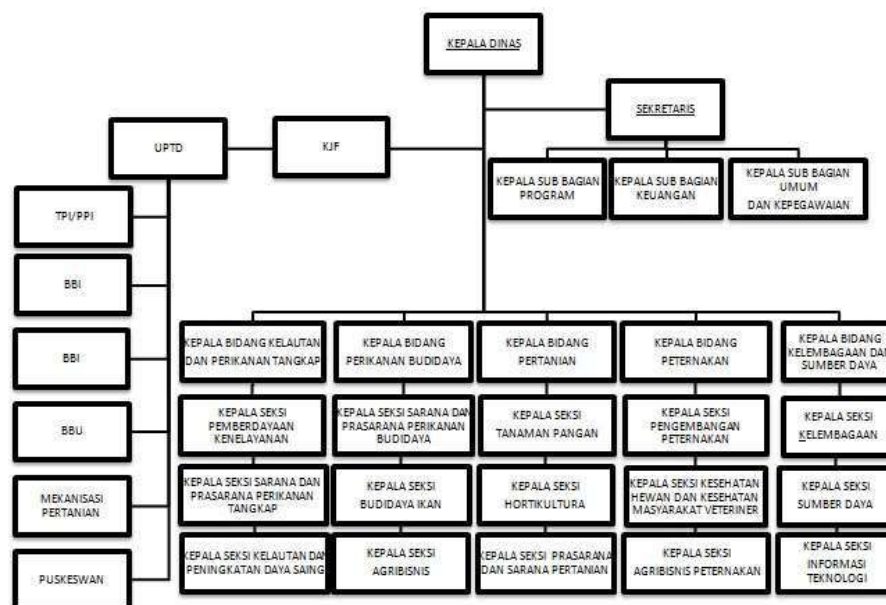 KEPALA DINAS
SEKRETARIS
UPTD
KJF
KEPALA SUB BAGIAN
PROGRAM
KEPALA SUB BAGIAN
KEUANGAN
KEPALA SUB BAGIAN
UMUM
DAN KEPEGAWAIAN
TPI/PPI
BBI
BBI
BBU
MEKANISASI
PERTANIAN
PUSKESWAN
KEPALA BIDANG KELAUTAN
DAN PERIKANAN TANGKAP
KEPALA BIDANG
PERIKANAN BUDIDAYA
KEPALA BIDANG
PERTANIAN
KEPALA BIDANG
PETERNAKAN
KEPALA BIDANG
KELEMBAGAAN DAN
SUMBER DAYA
KEPALA SEKSI
PEMBERDAYAAN
KENELAYANAN
KEPALA SEKSI SARANA DAN
PRASARANA PERIKANAN
BUDIDAYA
KEPALA SEKSI
TANAMAN PANGAN
KEPALA SEKSI
PENGEMBANGAN
PETERNAKAN
KEPALA SEKSI
KELEMBAGAAN
KEPALA SEKSI SARANA DAN
PRASARANA PERIKANAN
TANGKAP
KEPALA SEKSI
BUDIDAYA IKAN
KEPALA SEKSI
HORTIKULTURA
KEPALA SEKSI KESEHATAN
HEWAN DAN KESEHATAN
MASYARAKAT VETERINER
KEPALA SEKSI
SUMBER DAYA
KEPALA SEKSI KELAUTAN DAN
PENINGKATAN DAYA SAING
KEPALA SEKSI
AGRIBISNIS
KEPALA SEKSI PRASARANA
DAN SARANA PERTANIAN
KEPALA SEKSI
AGRIBISNIS PETERNAKAN
KEPALA SEKSI
INFORMASI
TEKNOLOGI